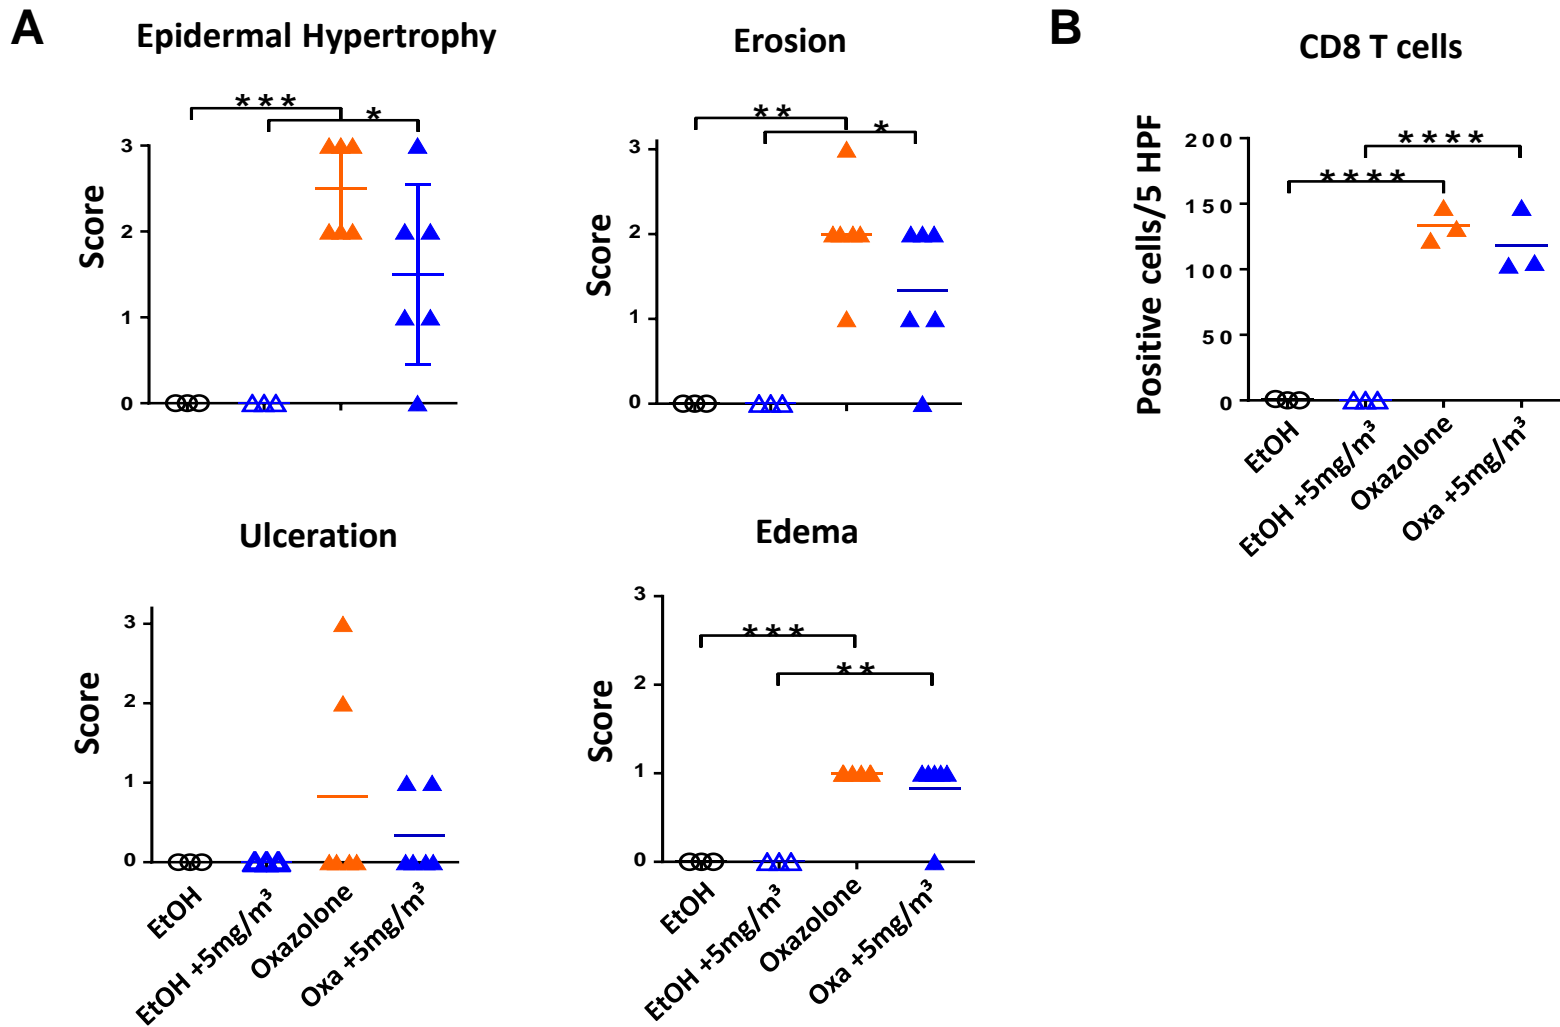 A
Epidermal Hypertrophy
Score
3
2
1
0
***
*
Erosion
Score
3
2
1
0
**
*
B
CD8 T cells
Positive cells/5 HPF
200
150
100
50
0
****
****
EtOH
EtOH +5mg/m³
Oxazolone
Oxa +5mg/m³
Ulceration
Score
3
2
1
0
EtOH
EtOH +5mg/m³
Oxazolone
Oxa +5mg/m³
Edema
Score
3
2
1
0
***
**
EtOH
EtOH +5mg/m³
Oxazolone
Oxa +5mg/m³